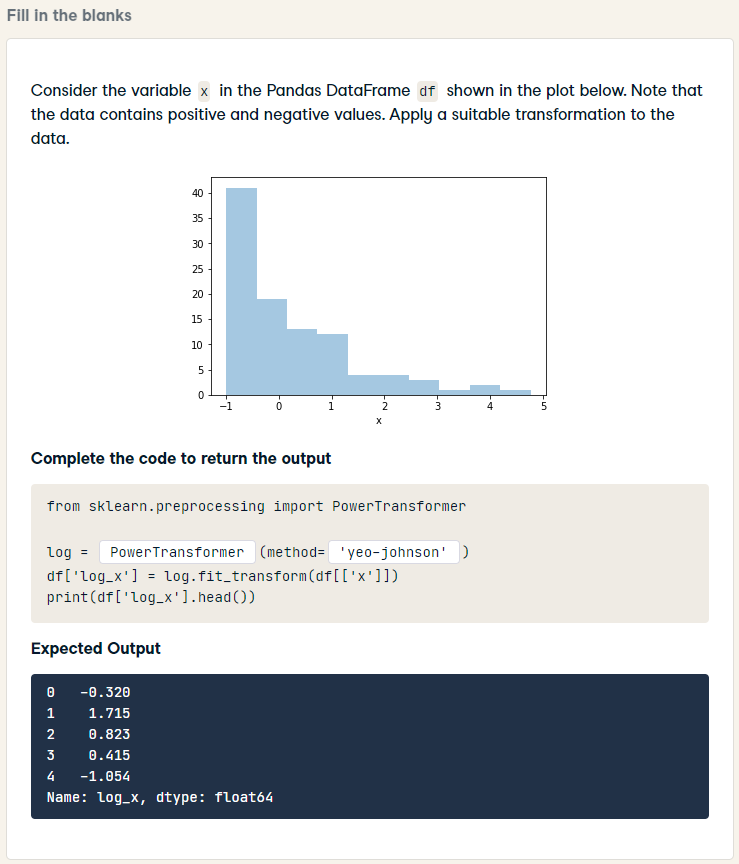 Fill in the blanks
Consider the variable x in the Pandas DataFrame df shown in the plot below. Note that
the data contains positive and negative values. Apply a suitable transformation to the
data.
40
35
30
25
20
15
10
5
0
−1 0 1 2 3 4 5
x
Complete the code to return the output
from sklearn.preprocessing import PowerTransformer
log = PowerTransformer (method= 'yeo-johnson' )
df['log_x'] = log.fit_transform(df[['x']])
print(df['log_x'].head())
Expected Output
0 -0.320
1 1.715
2 0.823
3 0.415
4 -1.054
Name: log_x, dtype: float64